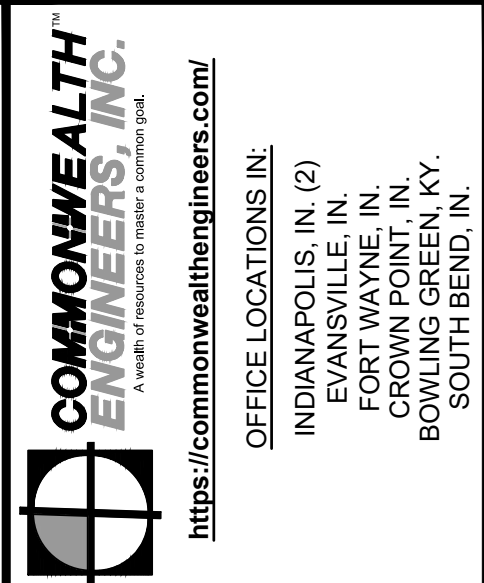 COMMONWEALTH™
ENGINEERS, INC.
A wealth of resources to master a common goal.
https://commonwealthengineers.com/
OFFICE LOCATIONS IN:
INDIANAPOLIS, IN. (2)
EVANSVILLE, IN.
FORT WAYNE, IN.
CROWN POINT, IN.
BOWLING GREEN, KY.
SOUTH BEND, IN.